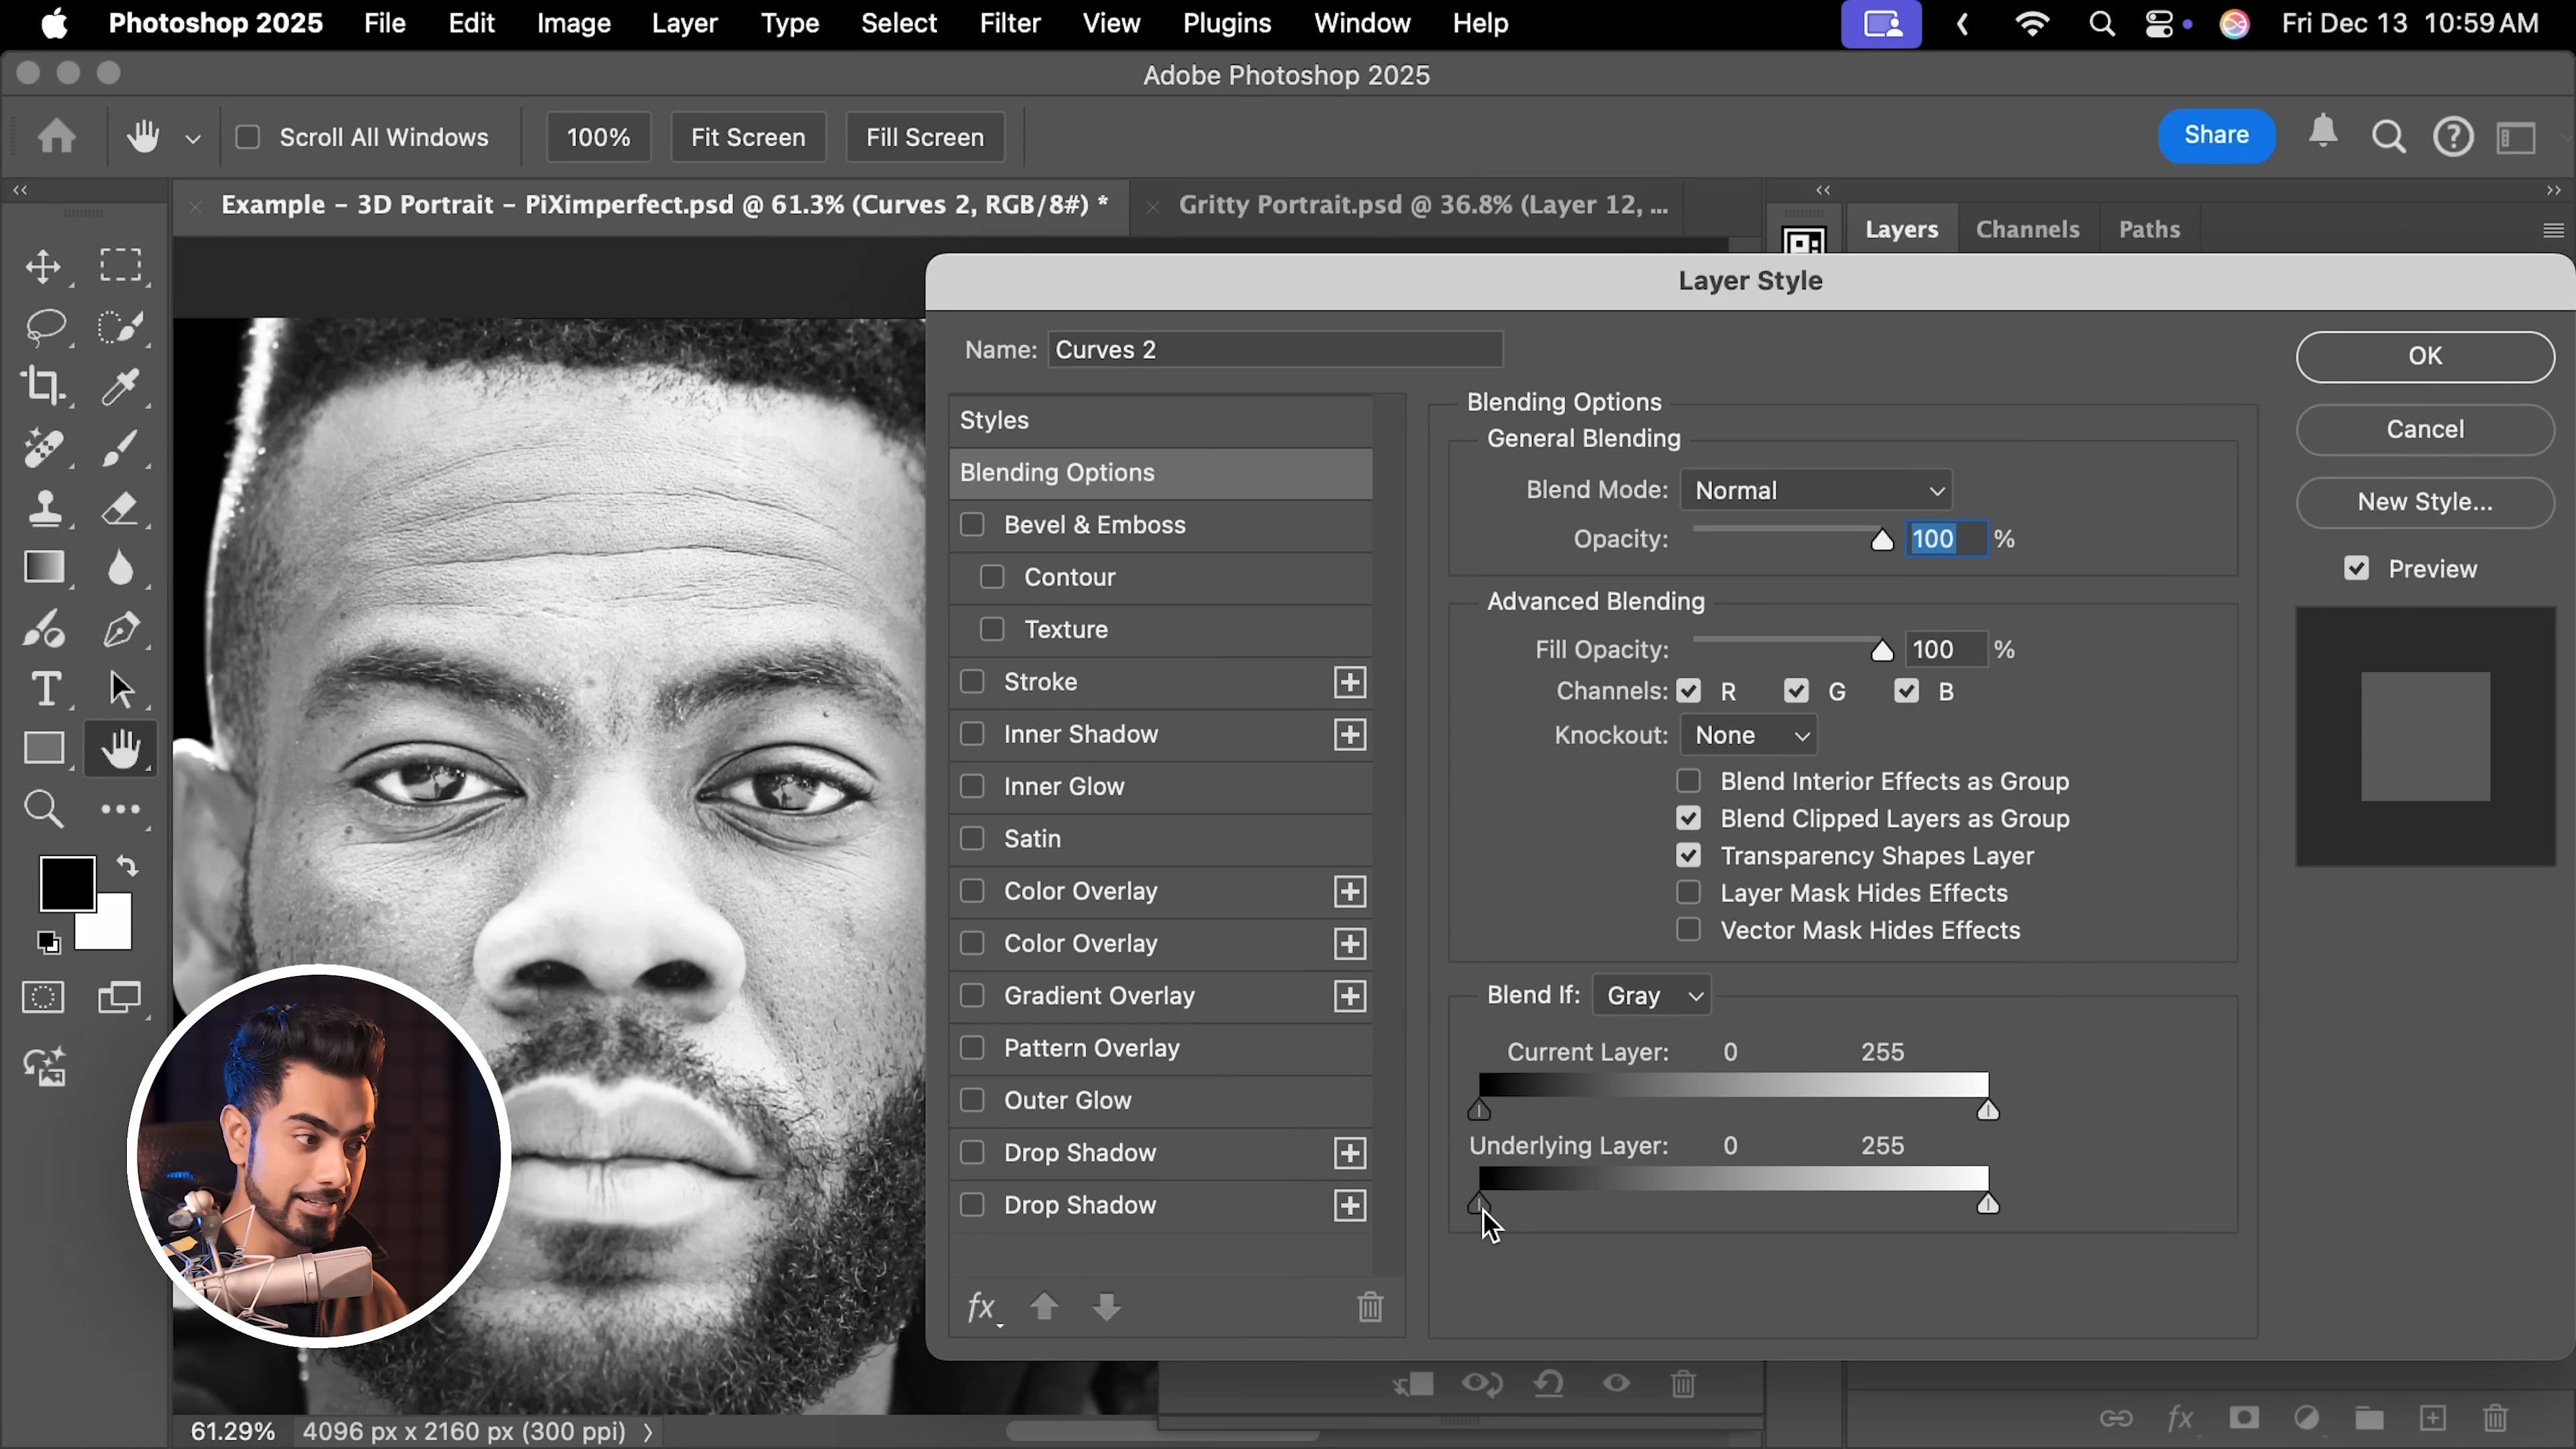 Photoshop 2025 File Edit Image Layer Type Select Filter View Plugins Window Help Fri Dec 13 10:59 AM
Adobe Photoshop 2025
Scroll All Windows 100% Fit Screen Fill Screen Share
Example - 3D Portrait - PiXimperfect.psd @ 61.3% (Curves 2, RGB/8#) * Gritty Portrait.psd @ 36.8% (Layer 12, ...
Layers Channels Paths
Layer Style
Name: Curves 2
Styles
Blending Options
Bevel & Emboss
Contour
Texture
Stroke
Inner Shadow
Inner Glow
Satin
Color Overlay
Color Overlay
Gradient Overlay
Pattern Overlay
Outer Glow
Drop Shadow
Drop Shadow
fx
Blending Options
General Blending
Blend Mode: Normal
Opacity: 100 %
Advanced Blending
Fill Opacity: 100 %
Channels: R G B
Knockout: None
Blend Interior Effects as Group
Blend Clipped Layers as Group
Transparency Shapes Layer
Layer Mask Hides Effects
Vector Mask Hides Effects
Blend If: Gray
Current Layer: 0 255
Underlying Layer: 0 255
OK
Cancel
New Style...
Preview
61.29% 4096 px x 2160 px (300 ppi)
fx